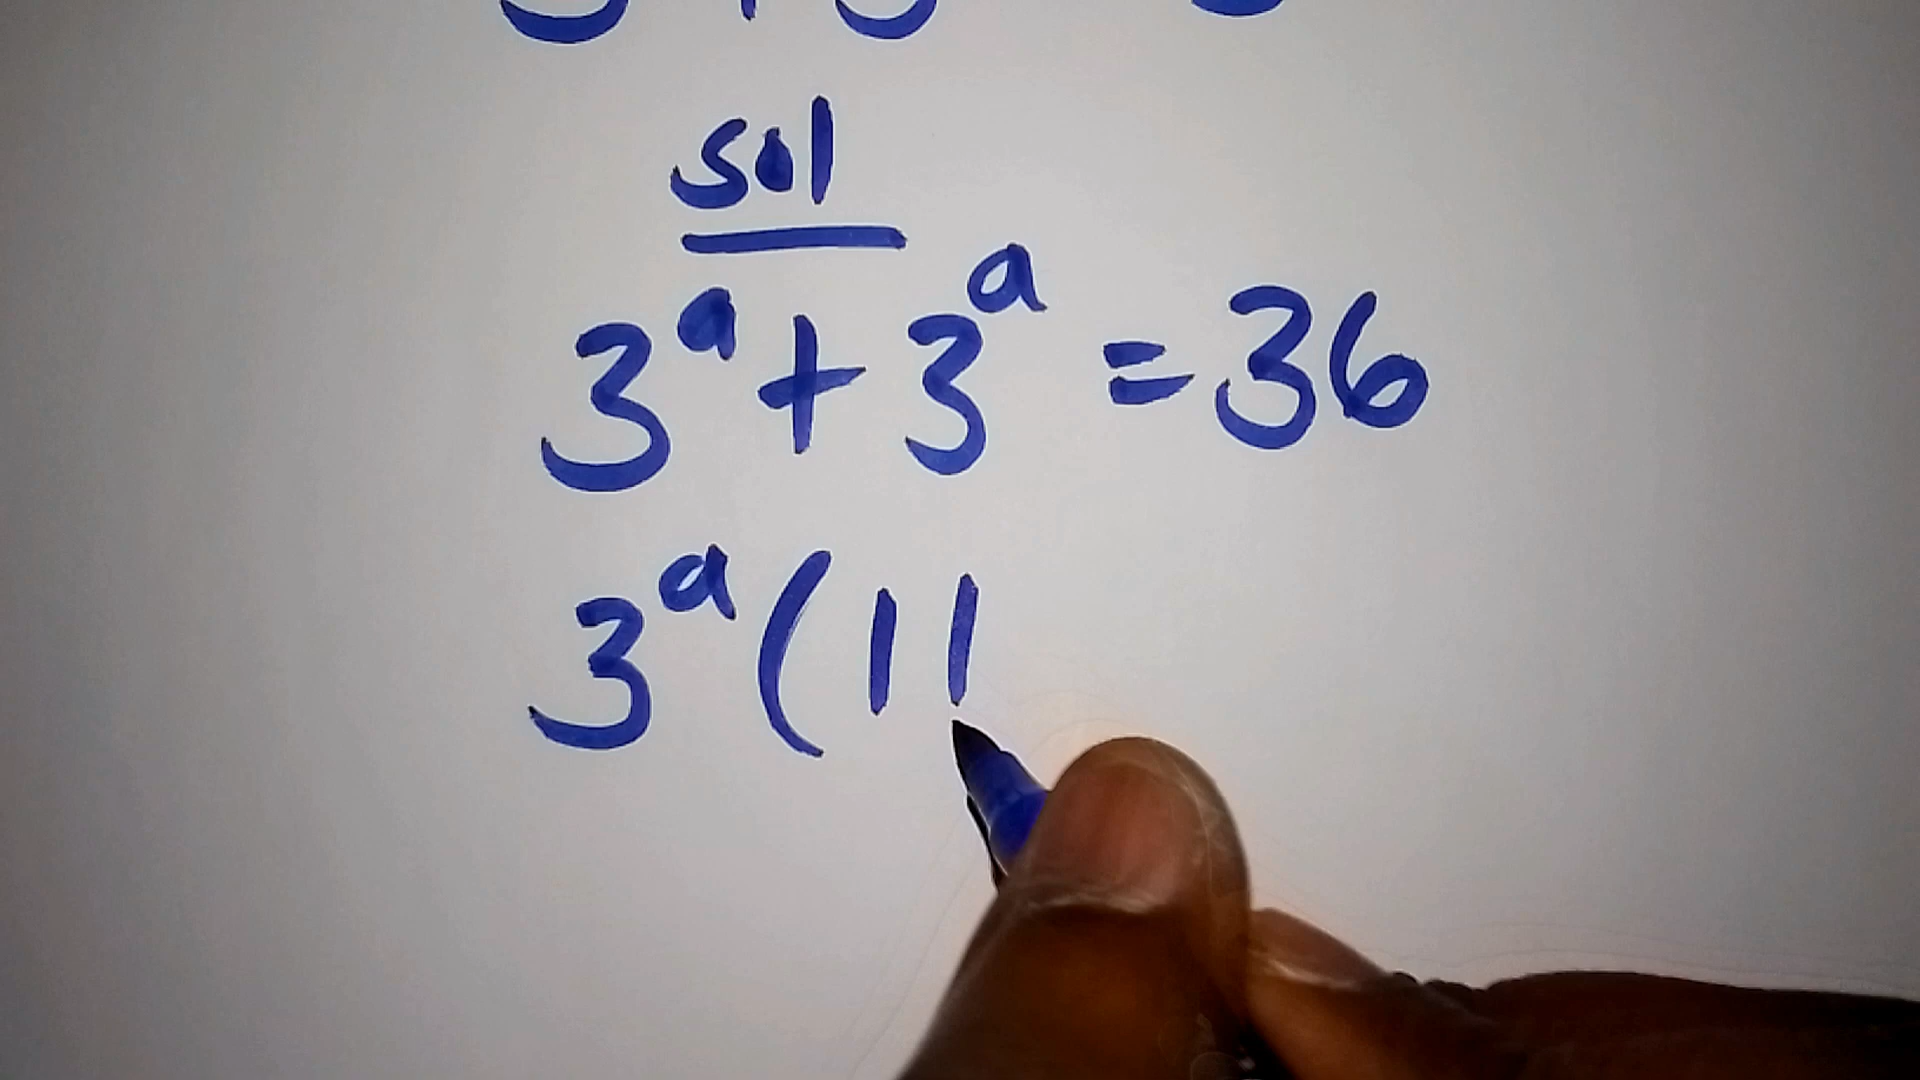 sol
3^a + 3^a = 36
3^a (11